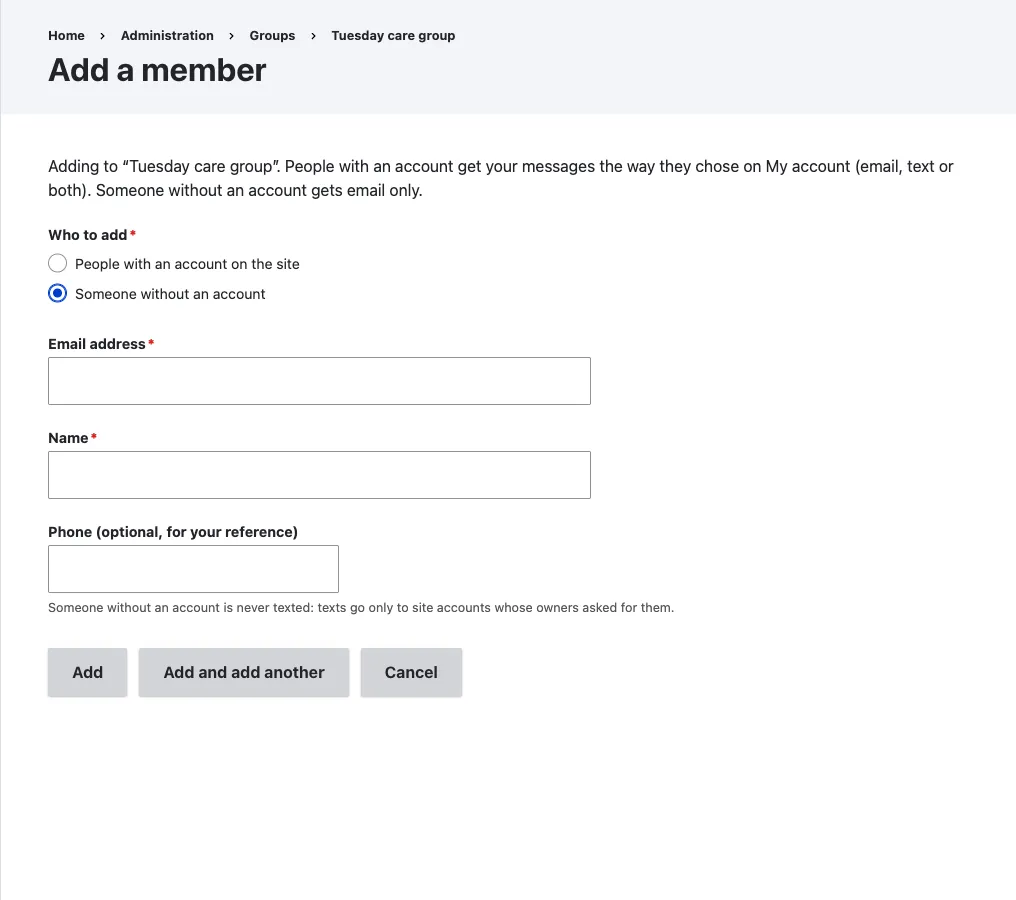 Home › Administration › Groups › Tuesday care group
Add a member
Adding to “Tuesday care group”. People with an account get your messages the way they chose on My account (email, text or
both). Someone without an account gets email only.
Who to add*
People with an account on the site
Someone without an account
Email address*
Name*
Phone (optional, for your reference)
Someone without an account is never texted: texts go only to site accounts whose owners asked for them.
Add Add and add another Cancel